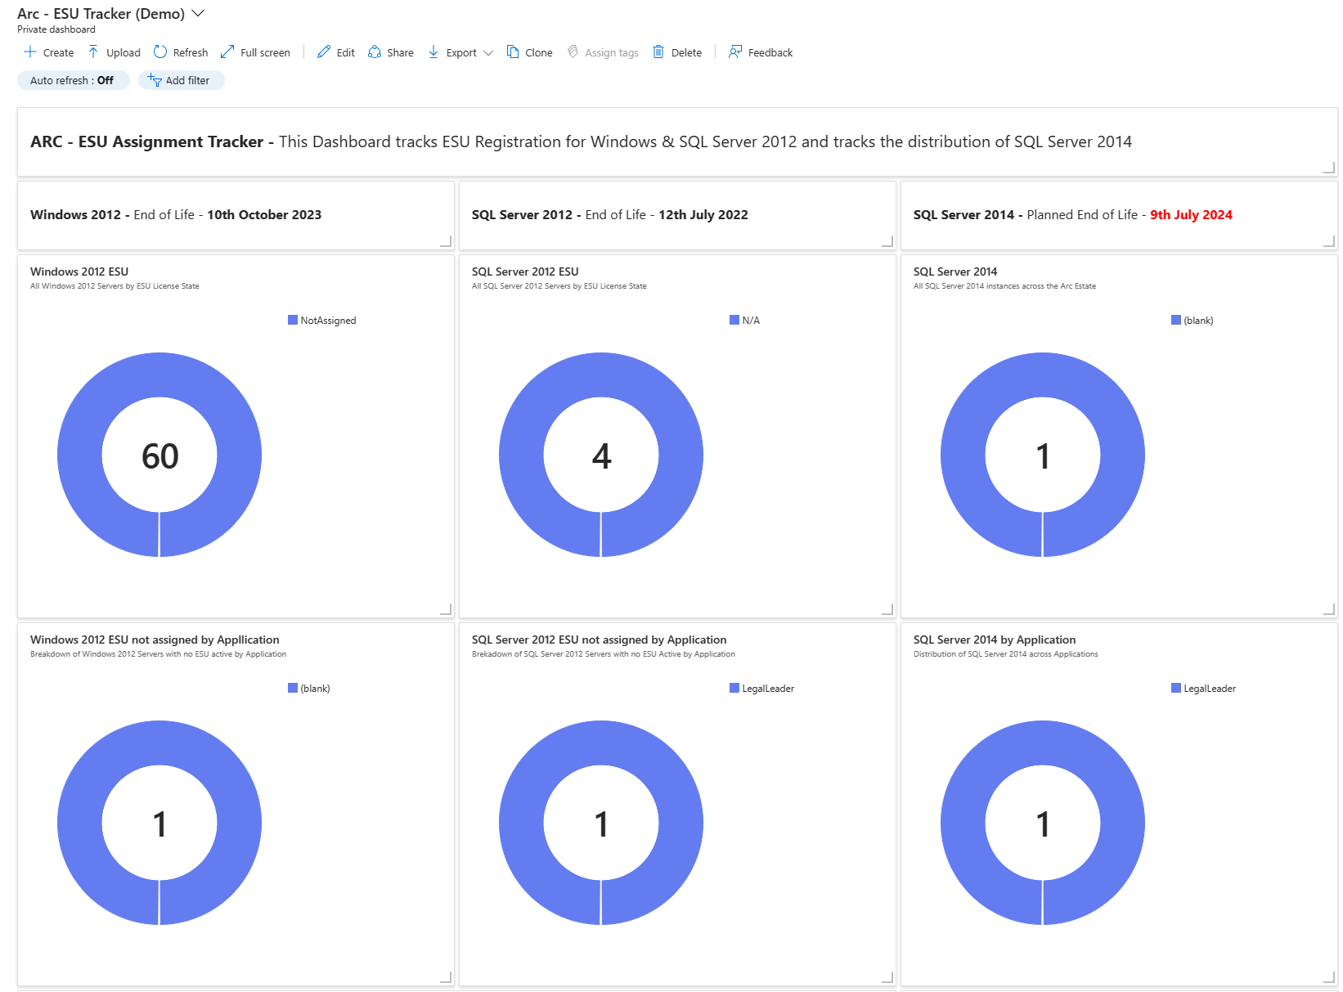 Arc - ESU Tracker (Demo)
Private dashboard
Create Upload Refresh Full screen Edit Share Export Clone Assign tags Delete Feedback
Auto refresh : Off Add filter
ARC - ESU Assignment Tracker - This Dashboard tracks ESU Registration for Windows & SQL Server 2012 and tracks the distribution of SQL Server 2014
Windows 2012 - End of Life - 10th October 2023
SQL Server 2012 - End of Life - 12th July 2022
SQL Server 2014 - Planned End of Life - 9th July 2024
Windows 2012 ESU
All Windows 2012 Servers by ESU License State
NotAssigned
60
SQL Server 2012 ESU
All SQL Server 2012 Servers by ESU License State
N/A
4
SQL Server 2014
All SQL Server 2014 instances across the Arc Estate
(blank)
1
Windows 2012 ESU not assigned by Appllication
Breakdown of Windows 2012 Servers with no ESU active by Application
(blank)
1
SQL Server 2012 ESU not assigned by Application
Brekadown of SQL Server 2012 Servers with no ESU Active by Application
LegalLeader
1
SQL Server 2014 by Application
Distribution of SQL Server 2014 across Applications
LegalLeader
1